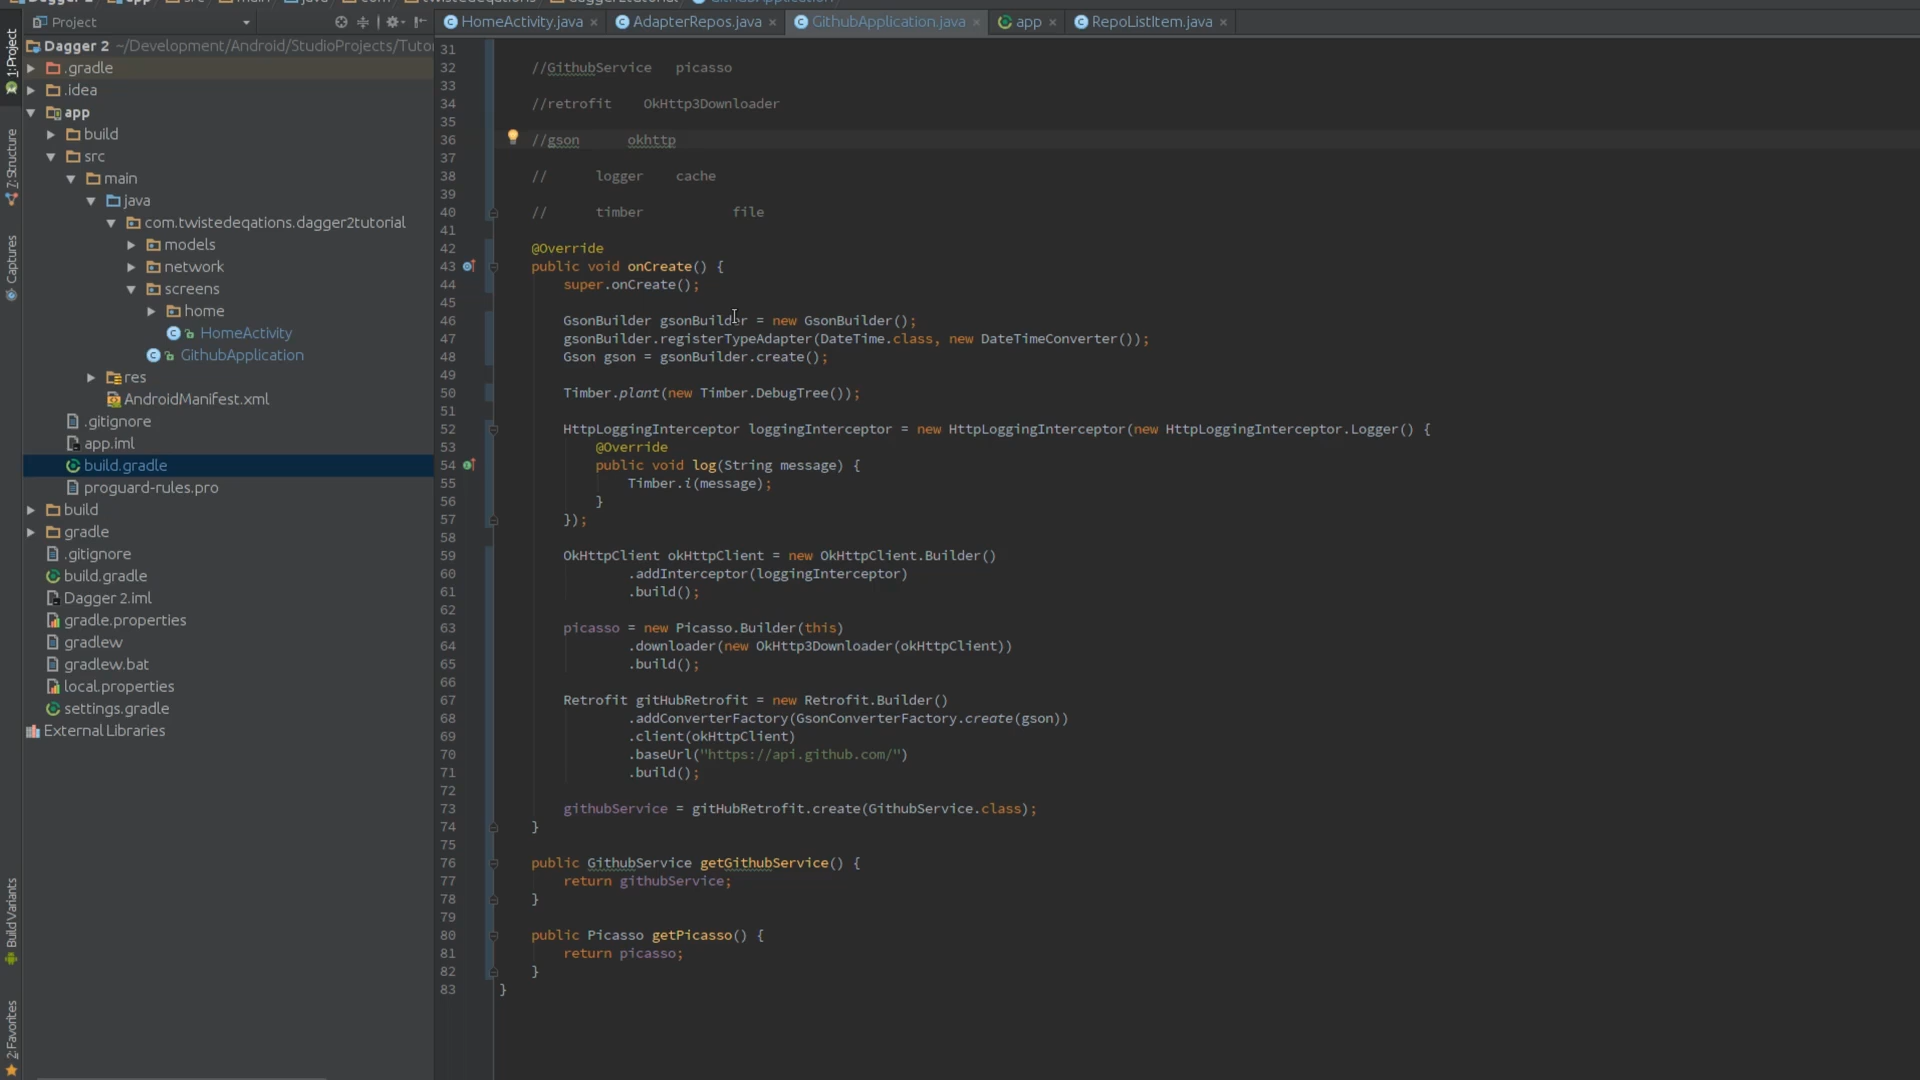 Project
HomeActivity.java
AdapterRepos.java
GithubApplication.java
app
RepoListItem.java
1: Project
7: Structure
Captures
Build Variants
2: Favorites
Dagger 2 ~/Development/Android/StudioProjects/Tutor
.gradle
.idea
app
build
src
main
java
com.twistedeqations.dagger2tutorial
models
network
screens
home
HomeActivity
GithubApplication
res
AndroidManifest.xml
.gitignore
app.iml
build.gradle
proguard-rules.pro
build
gradle
.gitignore
build.gradle
Dagger 2.iml
gradle.properties
gradlew
gradlew.bat
local.properties
settings.gradle
External Libraries
31
32 //GithubService picasso
33
34 //retrofit OkHttp3Downloader
35
36 //gson okhttp
37
38 // logger cache
39
40 // timber file
41
42 @Override
43 public void onCreate() {
44 super.onCreate();
45
46 GsonBuilder gsonBuilder = new GsonBuilder();
47 gsonBuilder.registerTypeAdapter(DateTime.class, new DateTimeConverter());
48 Gson gson = gsonBuilder.create();
49
50 Timber.plant(new Timber.DebugTree());
51
52 HttpLoggingInterceptor loggingInterceptor = new HttpLoggingInterceptor(new HttpLoggingInterceptor.Logger() {
53 @Override
54 public void log(String message) {
55 Timber.i(message);
56 }
57 });
58
59 OkHttpClient okHttpClient = new OkHttpClient.Builder()
60 .addInterceptor(loggingInterceptor)
61 .build();
62
63 picasso = new Picasso.Builder(this)
64 .downloader(new OkHttp3Downloader(okHttpClient))
65 .build();
66
67 Retrofit gitHubRetrofit = new Retrofit.Builder()
68 .addConverterFactory(GsonConverterFactory.create(gson))
69 .client(okHttpClient)
70 .baseUrl("https://api.github.com/")
71 .build();
72
73 githubService = gitHubRetrofit.create(GithubService.class);
74 }
75
76 public GithubService getGithubService() {
77 return githubService;
78 }
79
80 public Picasso getPicasso() {
81 return picasso;
82 }
83 }